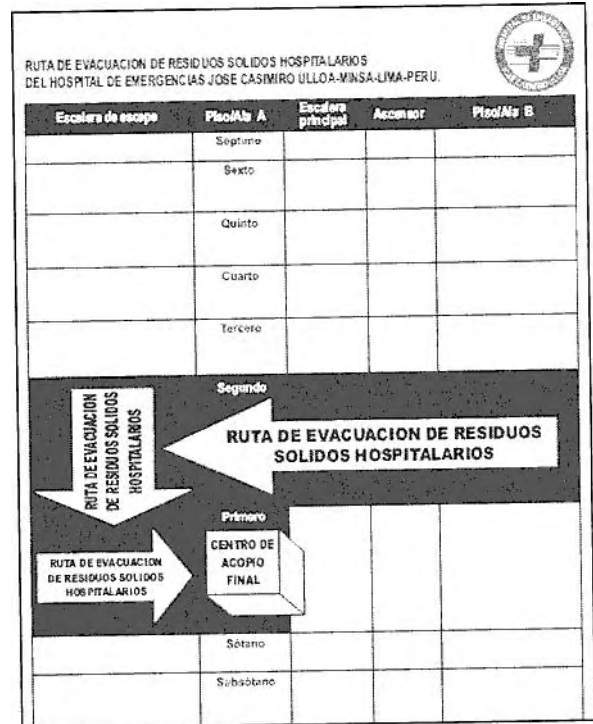 RUTA DE EVACUACION DE RESIDUOS SOLIDOS HOSPITALARIOS
DEL HOSPITAL DE EMERGENCIAS JOSE CASIMIRO ULLOA-MINSA-LIMA-PERU.
Escalera de escape
Piso/Ala A
Escalera
principal
Ascensor
Piso/Ala B
Septimo
Sexto
Quinto
Cuarto
Tercero
Segundo
RUTA DE EVACUACION
DE RESIDUOS SOLIDOS
HOSPITALARIOS
RUTA DE EVACUACION DE RESIDUOS
SOLIDOS HOSPITALARIOS
Primero
RUTA DE EVACUACION
DE RESIDUOS SOLIDOS
HOSPITALARIOS
CENTRO DE
ACOPIO
FINAL
Sótano
Subsótano